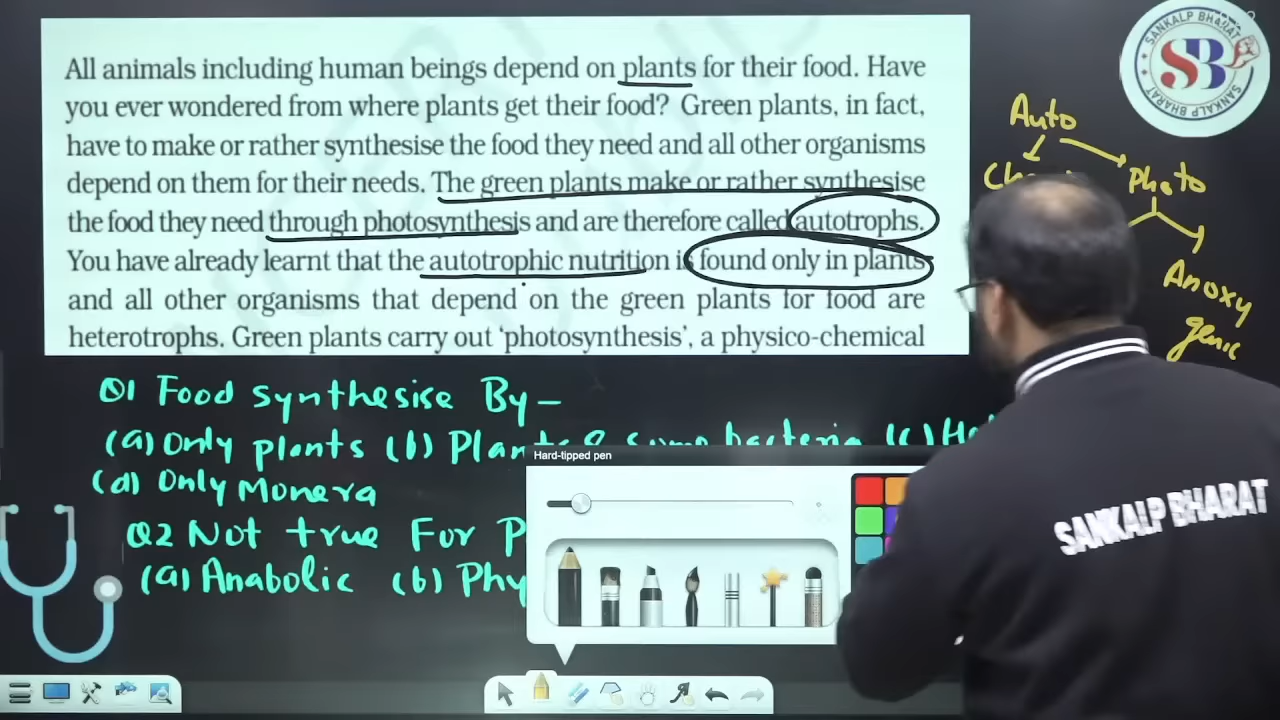 All animals including human beings depend on plants for their food. Have
you ever wondered from where plants get their food? Green plants, in fact,
have to make or rather synthesise the food they need and all other organisms
depend on them for their needs. The green plants make or rather synthesise
the food they need through photosynthesis and are therefore called autotrophs.
You have already learnt that the autotrophic nutrition is found only in plants
and all other organisms that depend on the green plants for food are
heterotrophs. Green plants carry out ‘photosynthesis’, a physico-chemical
SANKALP BHARAT
SB
SANKALP BHARAT
Auto
Photo
Anoxy
genic
Q1 Food synthesise By -
(a) Only plants (b) Plants & some bacteria (c)
(d) Only Monera
Q2 Not true For
(a) Anabolic (b)
Hard-tipped pen
SANKALP BHARAT